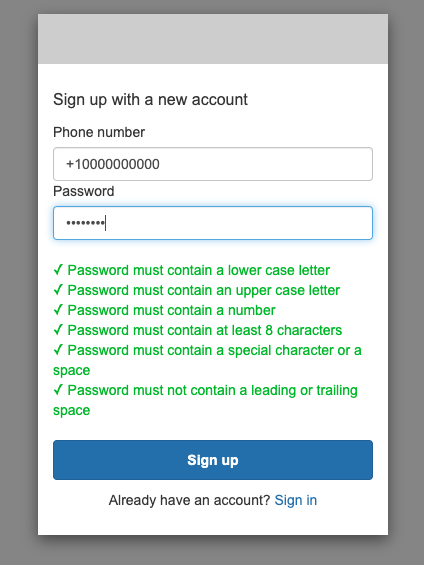 Sign up with a new account
Phone number
+10000000000
Password
••••••••
✓ Password must contain a lower case letter
✓ Password must contain an upper case letter
✓ Password must contain a number
✓ Password must contain at least 8 characters
✓ Password must contain a special character or a
space
✓ Password must not contain a leading or trailing
space
Sign up
Already have an account? Sign in